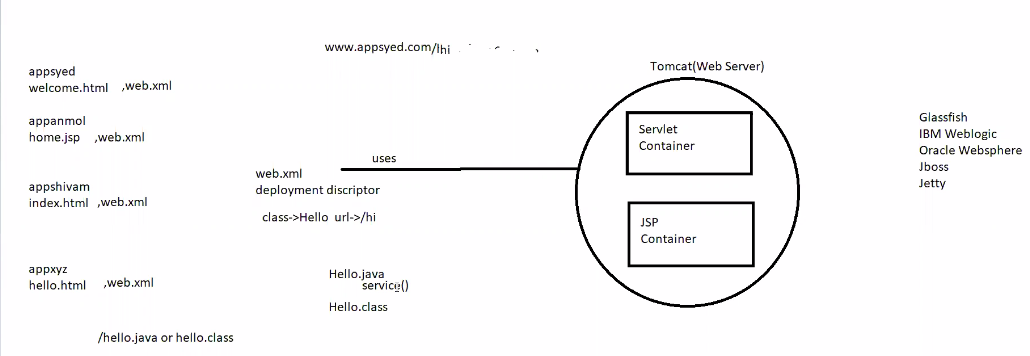 www.appsyed.com/lhi
Tomcat(Web Server)
appsyed
welcome.html ,web.xml
appanmol
home.jsp ,web.xml
appshivam
index.html ,web.xml
appxyz
hello.html ,web.xml
/hello.java or hello.class
uses
web.xml
deployment discriptor
class->Hello url->/hi
Hello.java
service()
Hello.class
Servlet
Container
JSP
Container
Glassfish
IBM Weblogic
Oracle Websphere
Jboss
Jetty